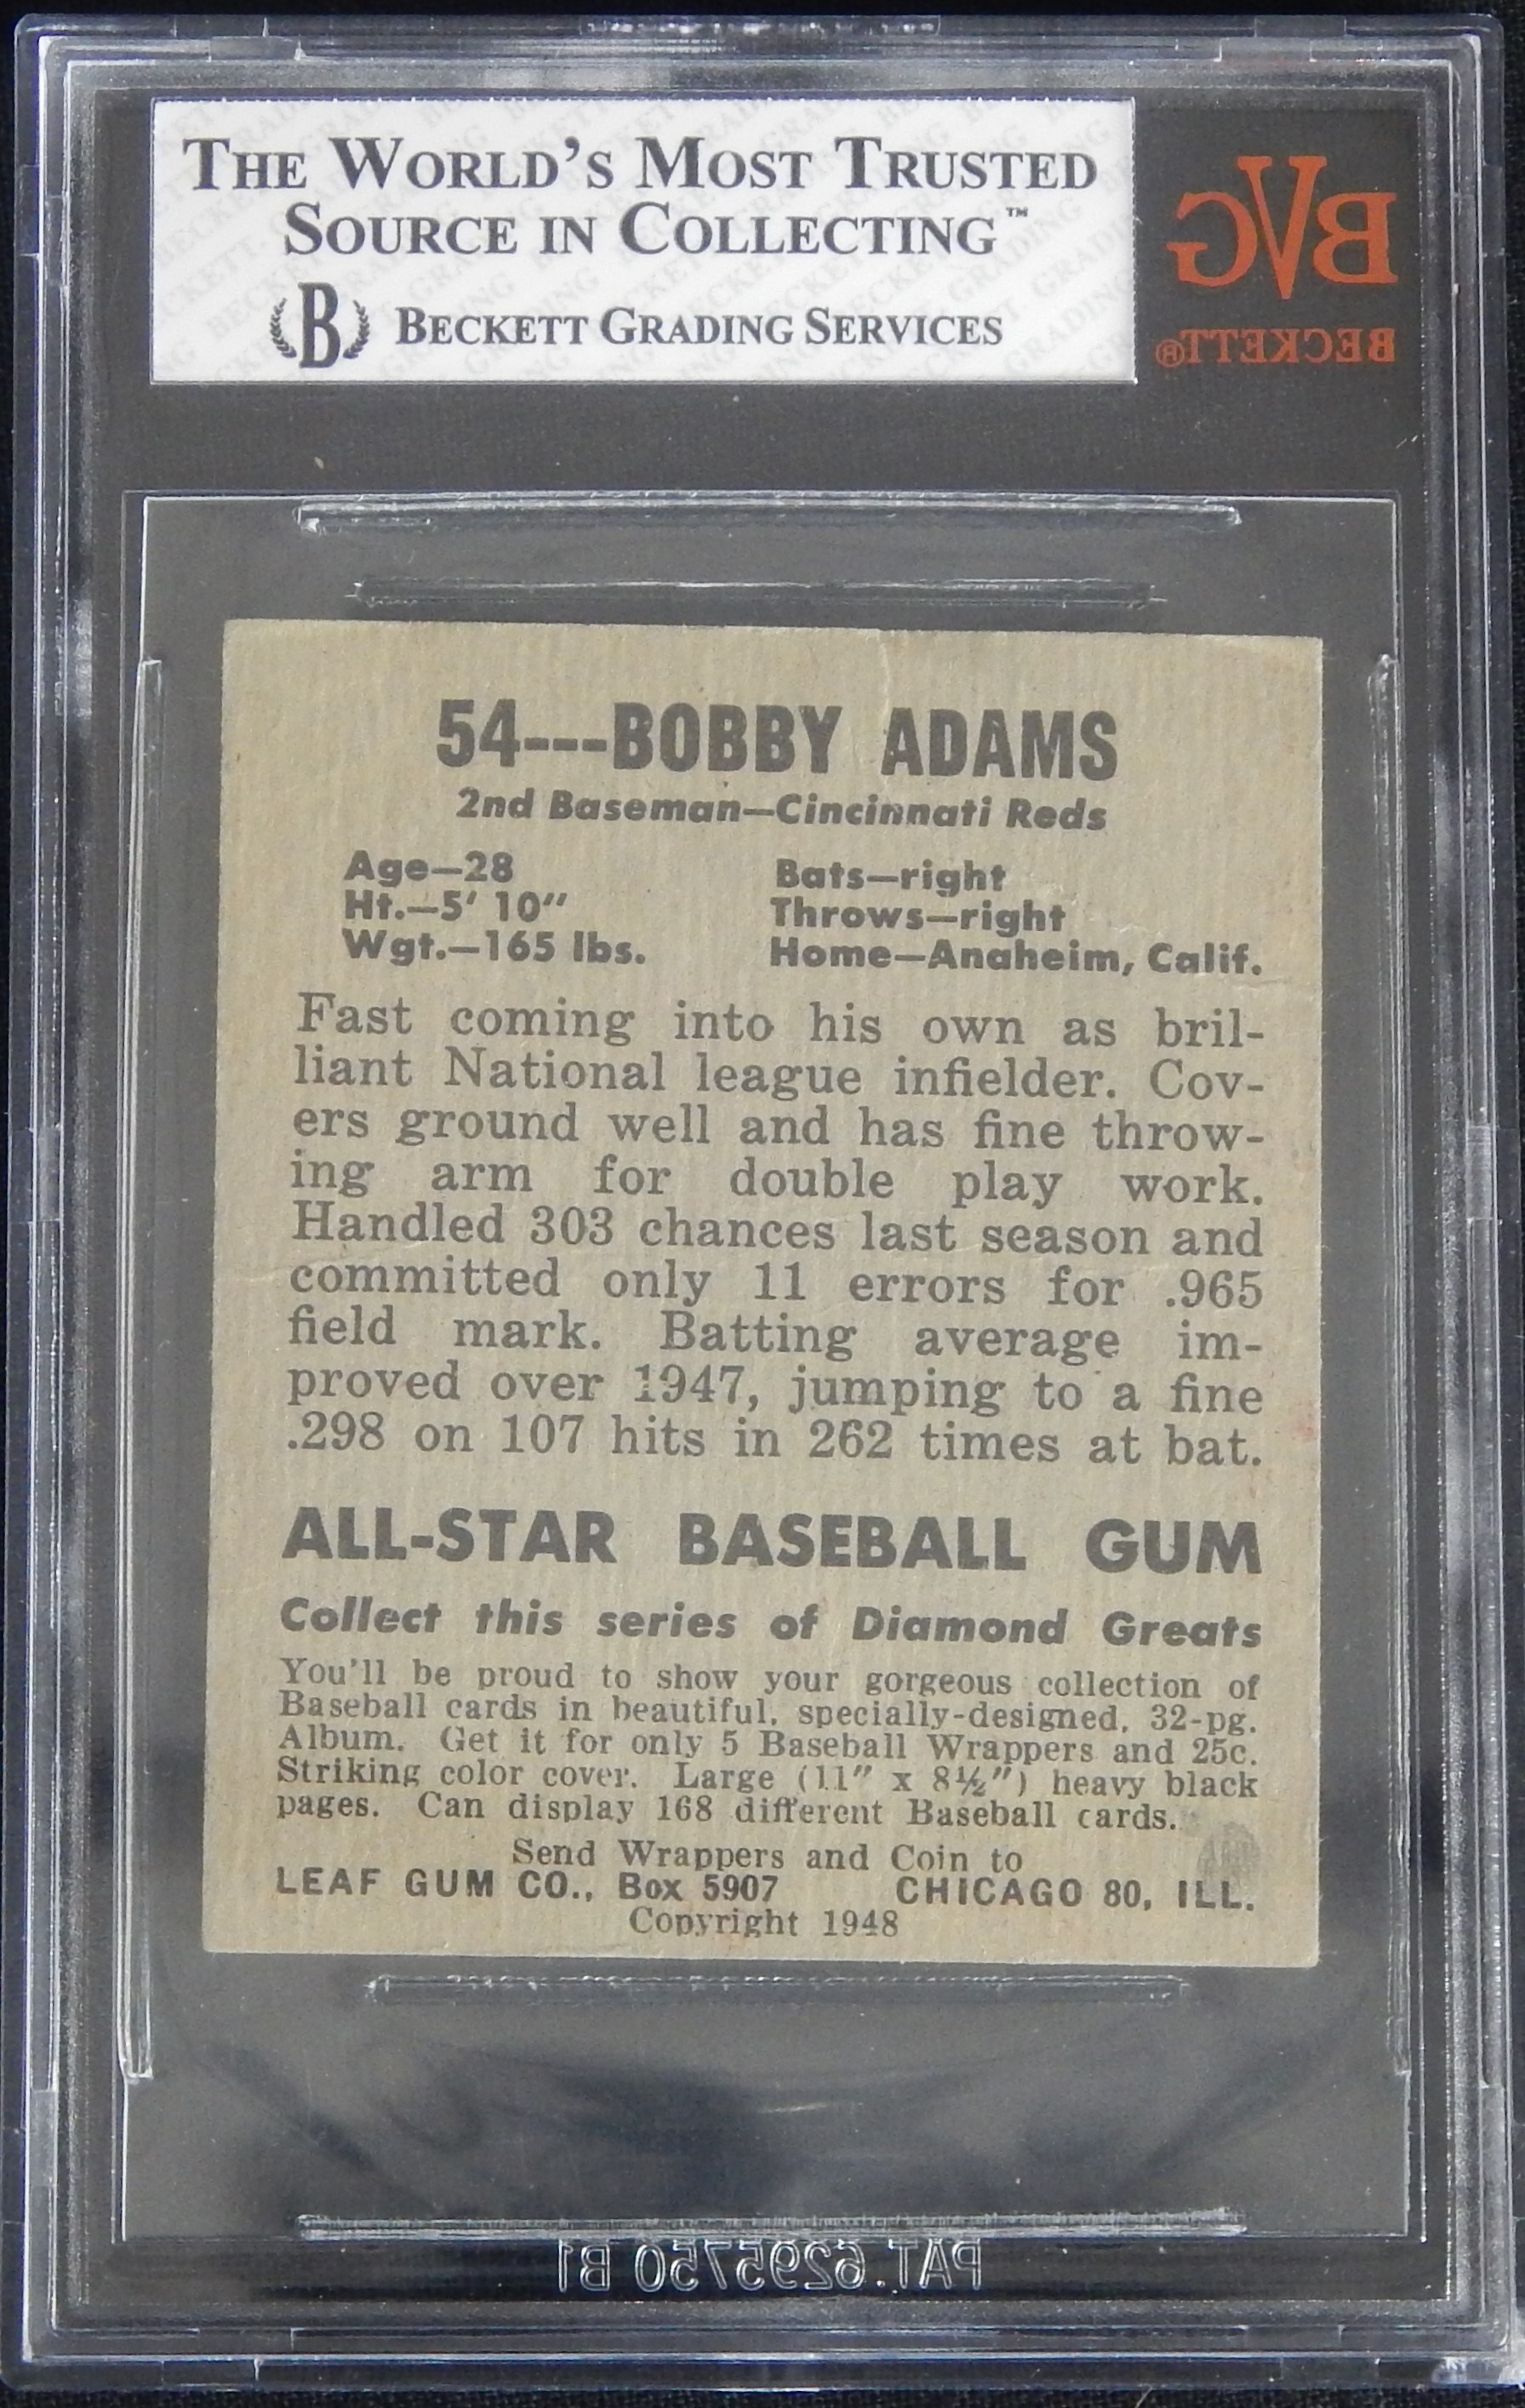 THE WORLD'S MOST TRUSTED
SOURCE IN COLLECTING™
B BECKETT GRADING SERVICES
BVG
BECKETT®
54---BOBBY ADAMS
2nd Baseman—Cincinnati Reds
Age—28 Bats—right
Ht.—5' 10" Throws—right
Wgt.—165 lbs. Home—Anaheim, Calif.
Fast coming into his own as bril-
liant National league infielder. Cov-
ers ground well and has fine throw-
ing arm for double play work.
Handled 303 chances last season and
committed only 11 errors for .965
field mark. Batting average im-
proved over 1947, jumping to a fine
.298 on 107 hits in 262 times at bat.
ALL-STAR BASEBALL GUM
Collect this series of Diamond Greats
You'll be proud to show your gorgeous collection of
Baseball cards in beautiful, specially-designed, 32-pg.
Album. Get it for only 5 Baseball Wrappers and 25c.
Striking color cover. Large (11" x 8½") heavy black
pages. Can display 168 different Baseball cards.
Send Wrappers and Coin to
LEAF GUM CO., Box 5907 CHICAGO 80, ILL.
Copyright 1948
PAT. 6295750 B1